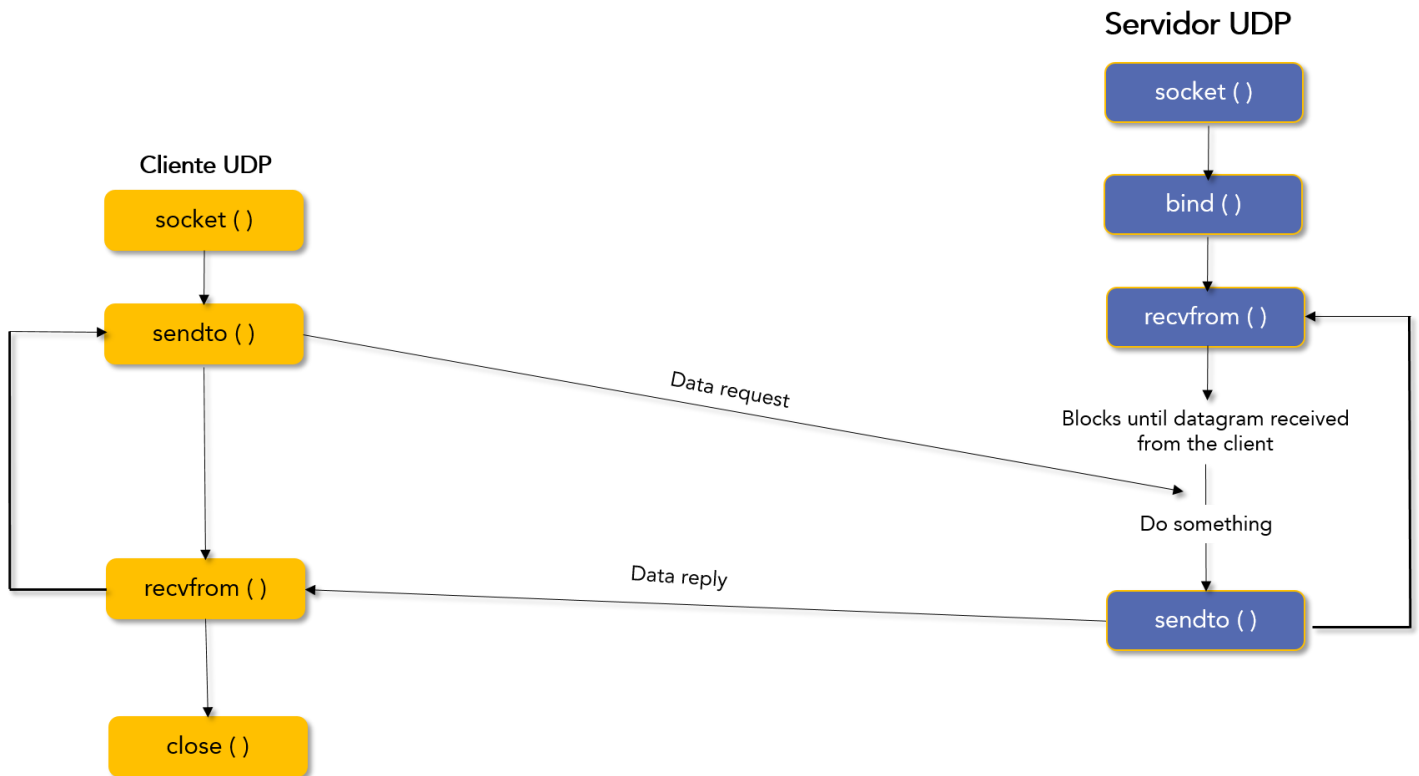 Servidor UDP
socket ( )
Cliente UDP
bind ( )
socket ( )
recvfrom ( )
sendto ( )
Data request
Blocks until datagram received
from the client
Do something
Data reply
recvfrom ( )
sendto ( )
close ( )